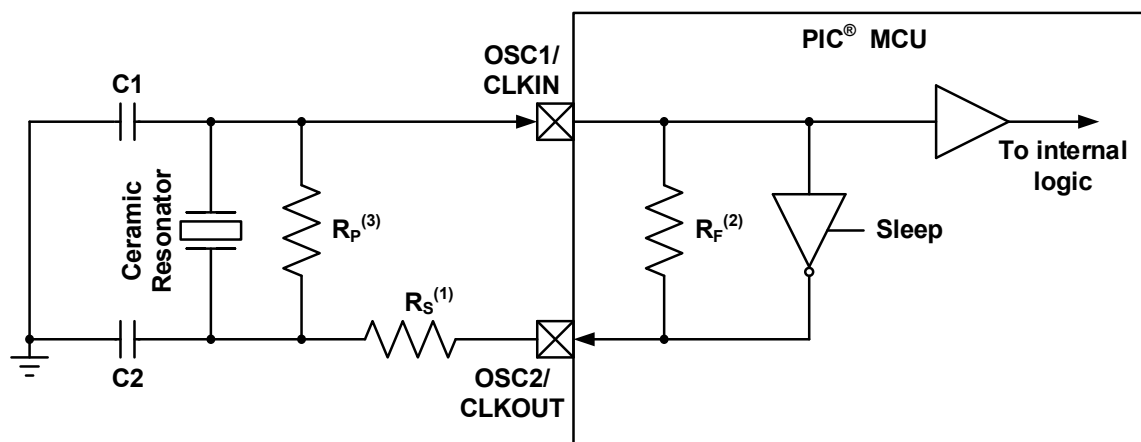 PIC® MCU
OSC1/
CLKIN
C1
To internal
logic
Ceramic
Resonator
RP(3)
RF(2)
Sleep
RS(1)
C2
OSC2/
CLKOUT